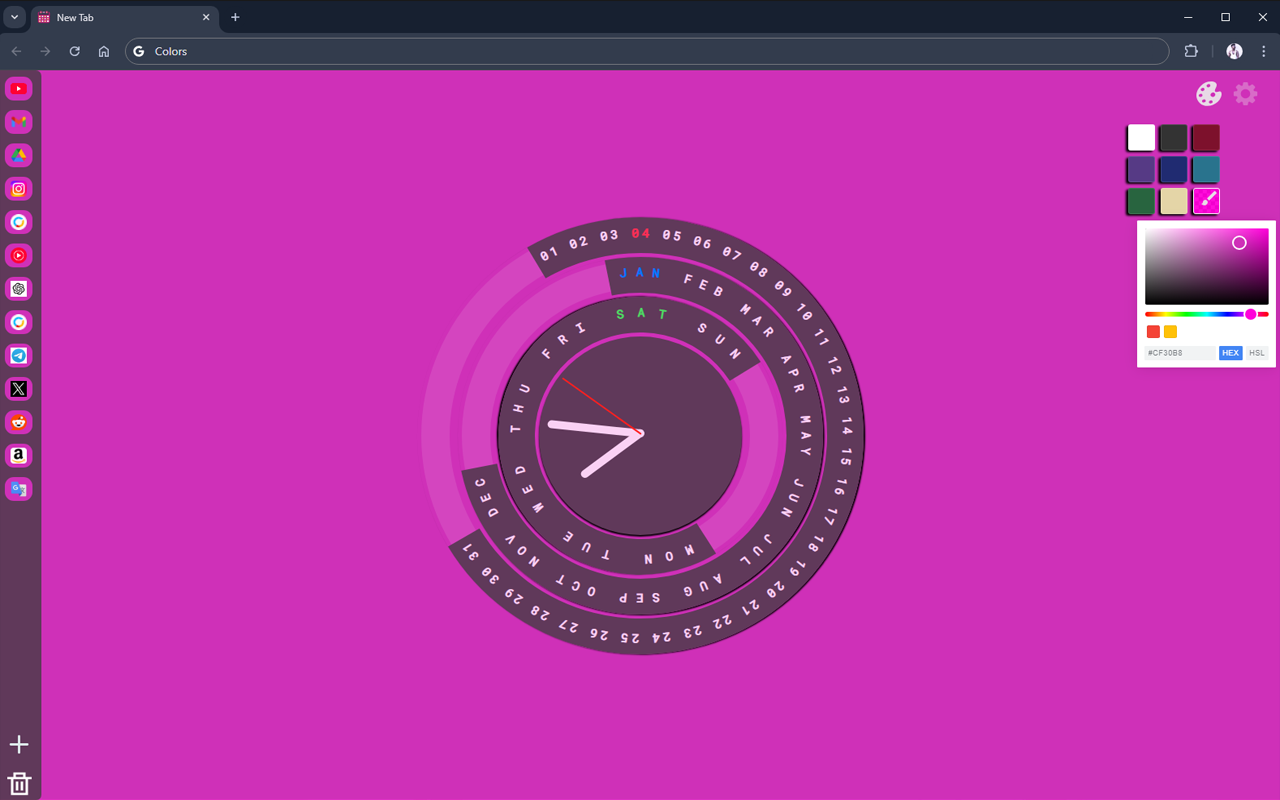 New Tab
Colors
01 02 03 04 05 06 07 08 09 10 11 12 13 14 15 16 17 18 19 20 21 22 23 24 25 26 27 28 29 30 31
JAN FEB MAR APR MAY JUN JUL AUG SEP OCT NOV DEC
SAT SUN MON TUE WED THU FRI
#CF30B8 HEX HSL